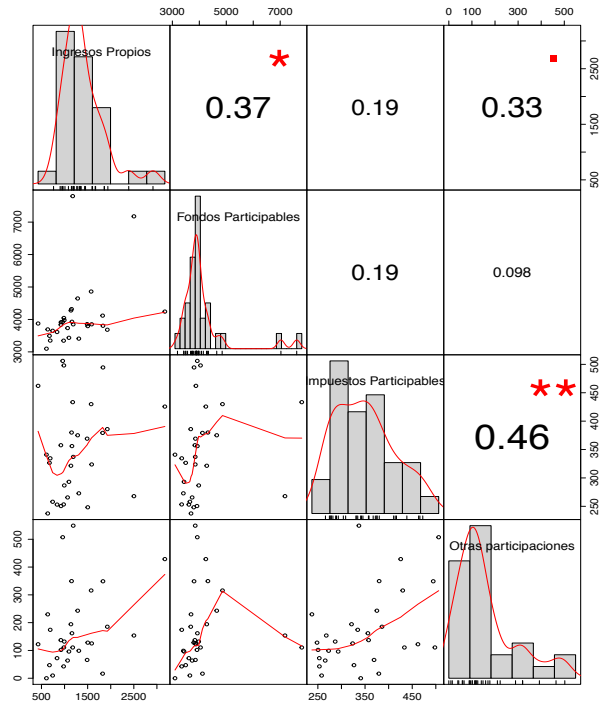 3000 5000 7000
0 100 200 300 400 500
Ingresos Propios
*
0.37
0.19
0.33
500 1500 2500
3000 4000 5000 6000 7000
Fondos Participables
0.19
0.098
Impuestos Participables
**
0.46
250 300 350 400 450 500
0 100 200 300 400 500
Otras participaciones
500 1500 2500
250 350 450